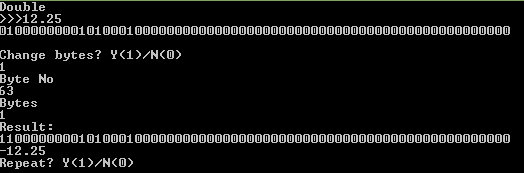 Double
>>>12.25
0100000000101000100000000000000000000000000000000000000000000000
Change bytes? Y(1)/N(0)
1
Byte No
63
Bytes
1
Result:
1100000000101000100000000000000000000000000000000000000000000000
-12.25
Repeat? Y(1)/N(0)